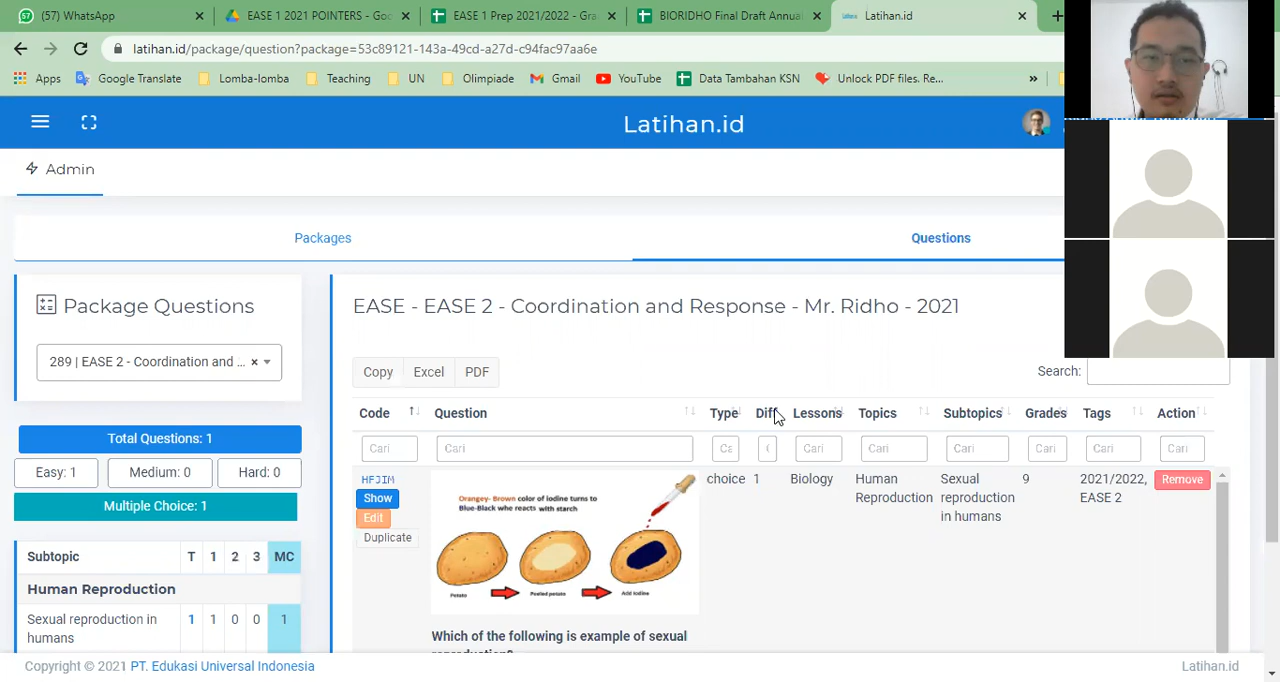 57
(57) WhatsApp
EASE 1 2021 POINTERS - Goo
EASE 1 Prep 2021/2022 - Gra
BIORIDHO Final Draft Annua
Latihan.id
latihan.id/package/question?package=53c89121-143a-49cd-a27d-c94fac97aa6e
Apps
Google Translate
Lomba-lomba
Teaching
UN
Olimpiade
Gmail
YouTube
Data Tambahan KSN
Unlock PDF files. Re...
»
Latihan.id
Admin
Packages
Questions
Package Questions
289 | EASE 2 - Coordination and ... ×
Total Questions: 1
Easy: 1
Medium: 0
Hard: 0
Multiple Choice: 1
Subtopic T 1 2 3 MC
Human Reproduction
Sexual reproduction in 1 1 0 0 1
humans
EASE - EASE 2 - Coordination and Response - Mr. Ridho - 2021
Copy Excel PDF
Search:
Code Question Type Diff Lessons Topics Subtopics Grades Tags Action
Cari Cari Ca C Cari Cari Cari Cari Cari Cari
HFJIM choice 1 Biology Human Sexual 9 2021/2022, Remove
Show
Reproduction reproduction EASE 2
Edit
in humans
Duplicate
Orangey- Brown color of iodine turns to
Blue-Black whe reacts with starch
Potato
Peeled potato
Add Iodine
Which of the following is example of sexual
reproduction?
Copyright © 2021 PT. Edukasi Universal Indonesia
Latihan.id